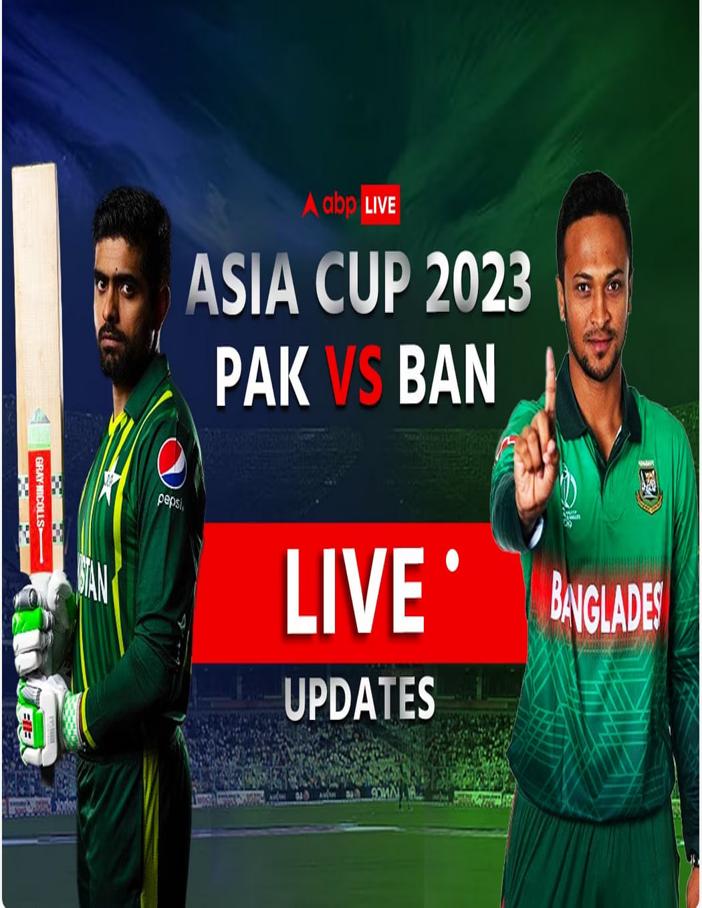 abp LIVE
ASIA CUP 2023
PAK VS BAN
GRAY-NICOLLS
pepsi
STAN
BANGLADES
LIVE
UPDATES